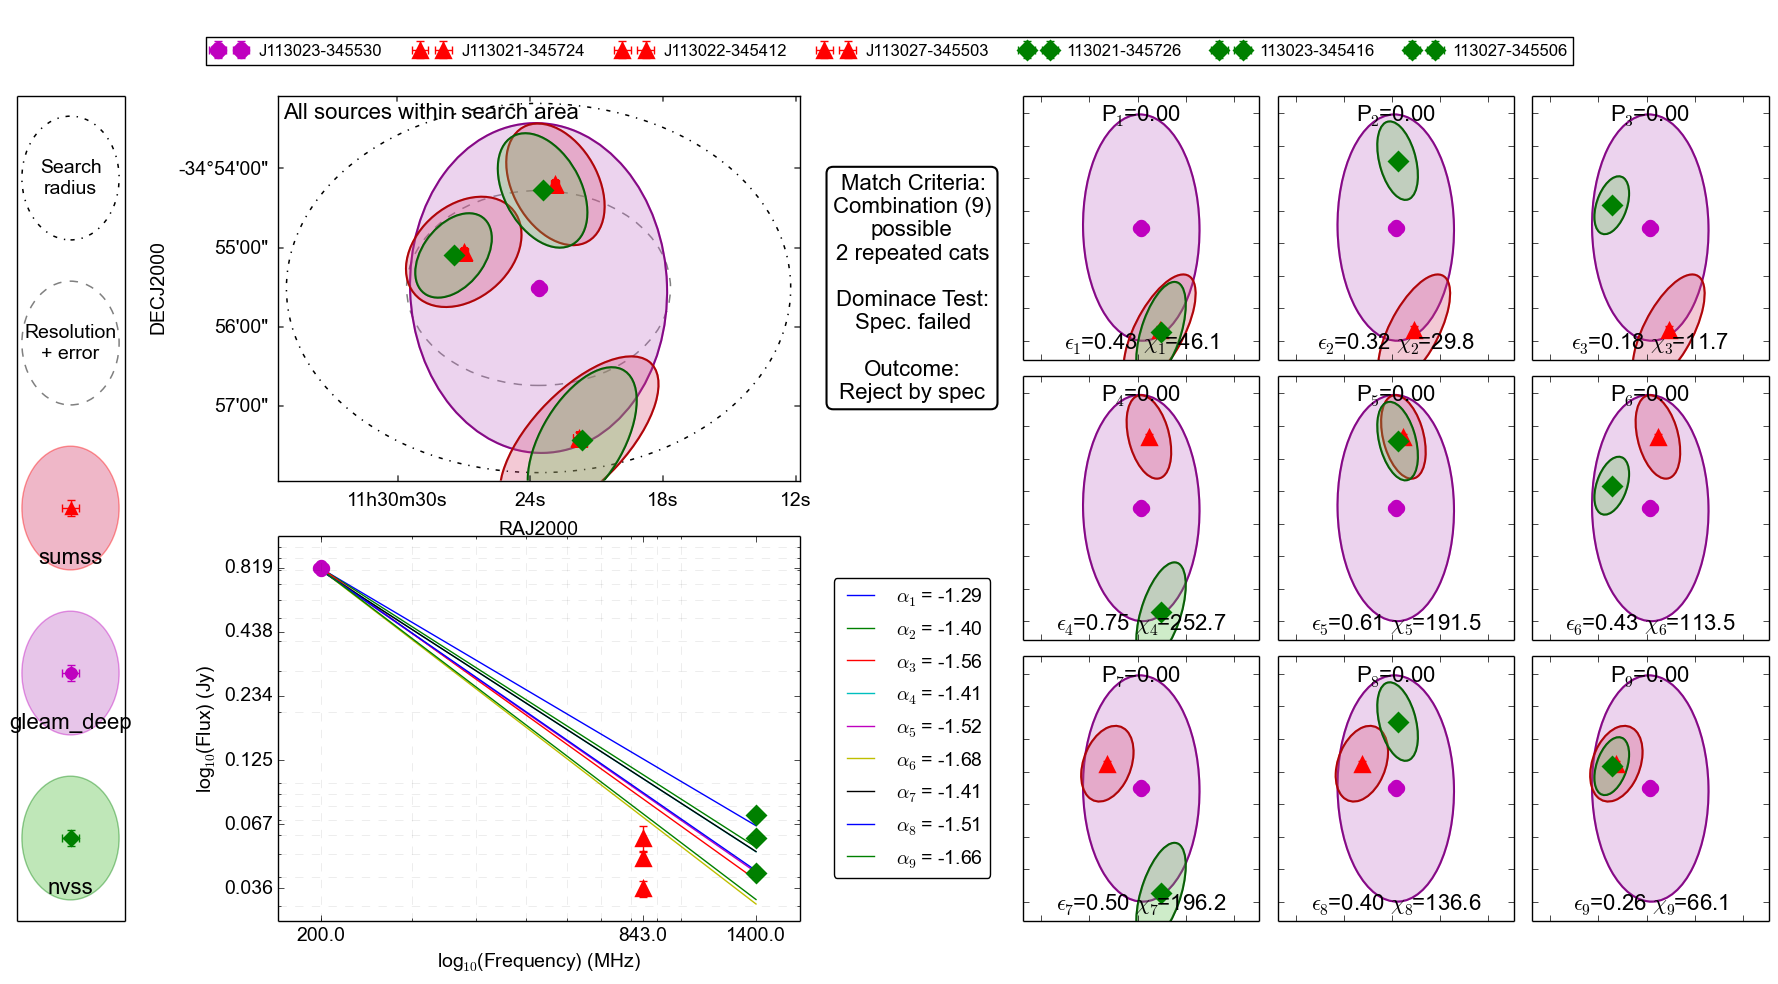 J113023-345530 J113021-345724 J113022-345412 J113027-345503 113021-345726 113023-345416 113027-345506
Search
radius
Resolution
+ error
sumss
gleam_deep
nvss
All sources within search area
DECJ2000
-34°54'00"
55'00"
56'00"
57'00"
11h30m30s 24s 18s 12s
RAJ2000
Match Criteria:
Combination (9)
possible
2 repeated cats
Dominace Test:
Spec. failed
Outcome:
Reject by spec
log₁₀(Flux) (Jy)
0.819
0.438
0.234
0.125
0.067
0.036
200.0 843.0 1400.0
log₁₀(Frequency) (MHz)
α₁ = -1.29
α₂ = -1.40
α₃ = -1.56
α₄ = -1.41
α₅ = -1.52
α₆ = -1.68
α₇ = -1.41
α₈ = -1.51
α₉ = -1.66
P₁=0.00
ϵ₁=0.43 χ₁=46.1
P₂=0.00
ϵ₂=0.32 χ₂=29.8
P₃=0.00
ϵ₃=0.18 χ₃=11.7
P₄=0.00
ϵ₄=0.75 χ₄=252.7
P₅=0.00
ϵ₅=0.61 χ₅=191.5
P₆=0.00
ϵ₆=0.43 χ₆=113.5
P₇=0.00
ϵ₇=0.50 χ₇=196.2
P₈=0.00
ϵ₈=0.40 χ₈=136.6
P₉=0.00
ϵ₉=0.26 χ₉=66.1